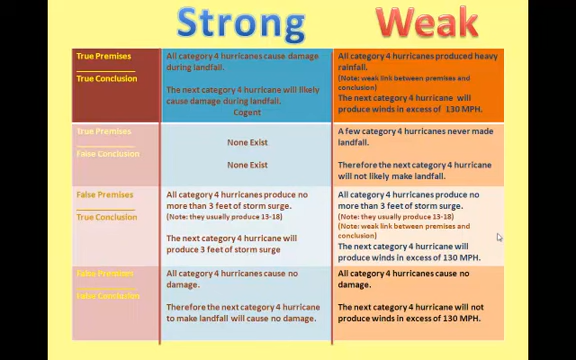 Strong
Weak
True Premises
True Conclusion
All category 4 hurricanes cause damage
during landfall.
The next category 4 hurricane will likely
cause damage during landfall.
Cogent
All category 4 hurricanes produced heavy
rainfall.
(Note: weak link between premises and
conclusion)
The next category 4 hurricane will
produce winds in excess of 130 MPH.
True Premises
False Conclusion
None Exist
None Exist
A few category 4 hurricanes never made
landfall.
Therefore the next category 4 hurricane
will not likely make landfall.
False Premises
True Conclusion
All category 4 hurricanes produce no
more than 3 feet of storm surge.
(Note: they usually produce 13-18)
The next category 4 hurricane will
produce 3 feet of storm surge
All category 4 hurricanes produce no
more than 3 feet of storm surge.
(Note: they usually produce 13-18)
(Note: weak link between premises and
conclusion)
The next category 4 hurricane will
produce winds in excess of 130 MPH.
False Premises
False Conclusion
All category 4 hurricanes cause no
damage.
Therefore the next category 4 hurricane
to make landfall will cause no damage.
All category 4 hurricanes cause no
damage.
The next category 4 hurricane will not
produce winds in excess of 130 MPH.